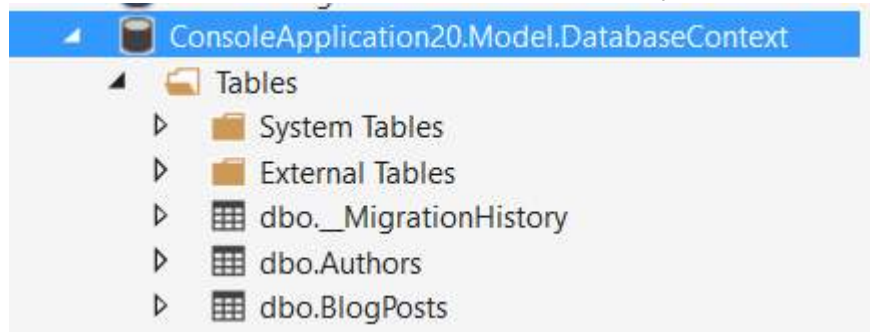 ConsoleApplication20.Model.DatabaseContext
Tables
System Tables
External Tables
dbo.__MigrationHistory
dbo.Authors
dbo.BlogPosts